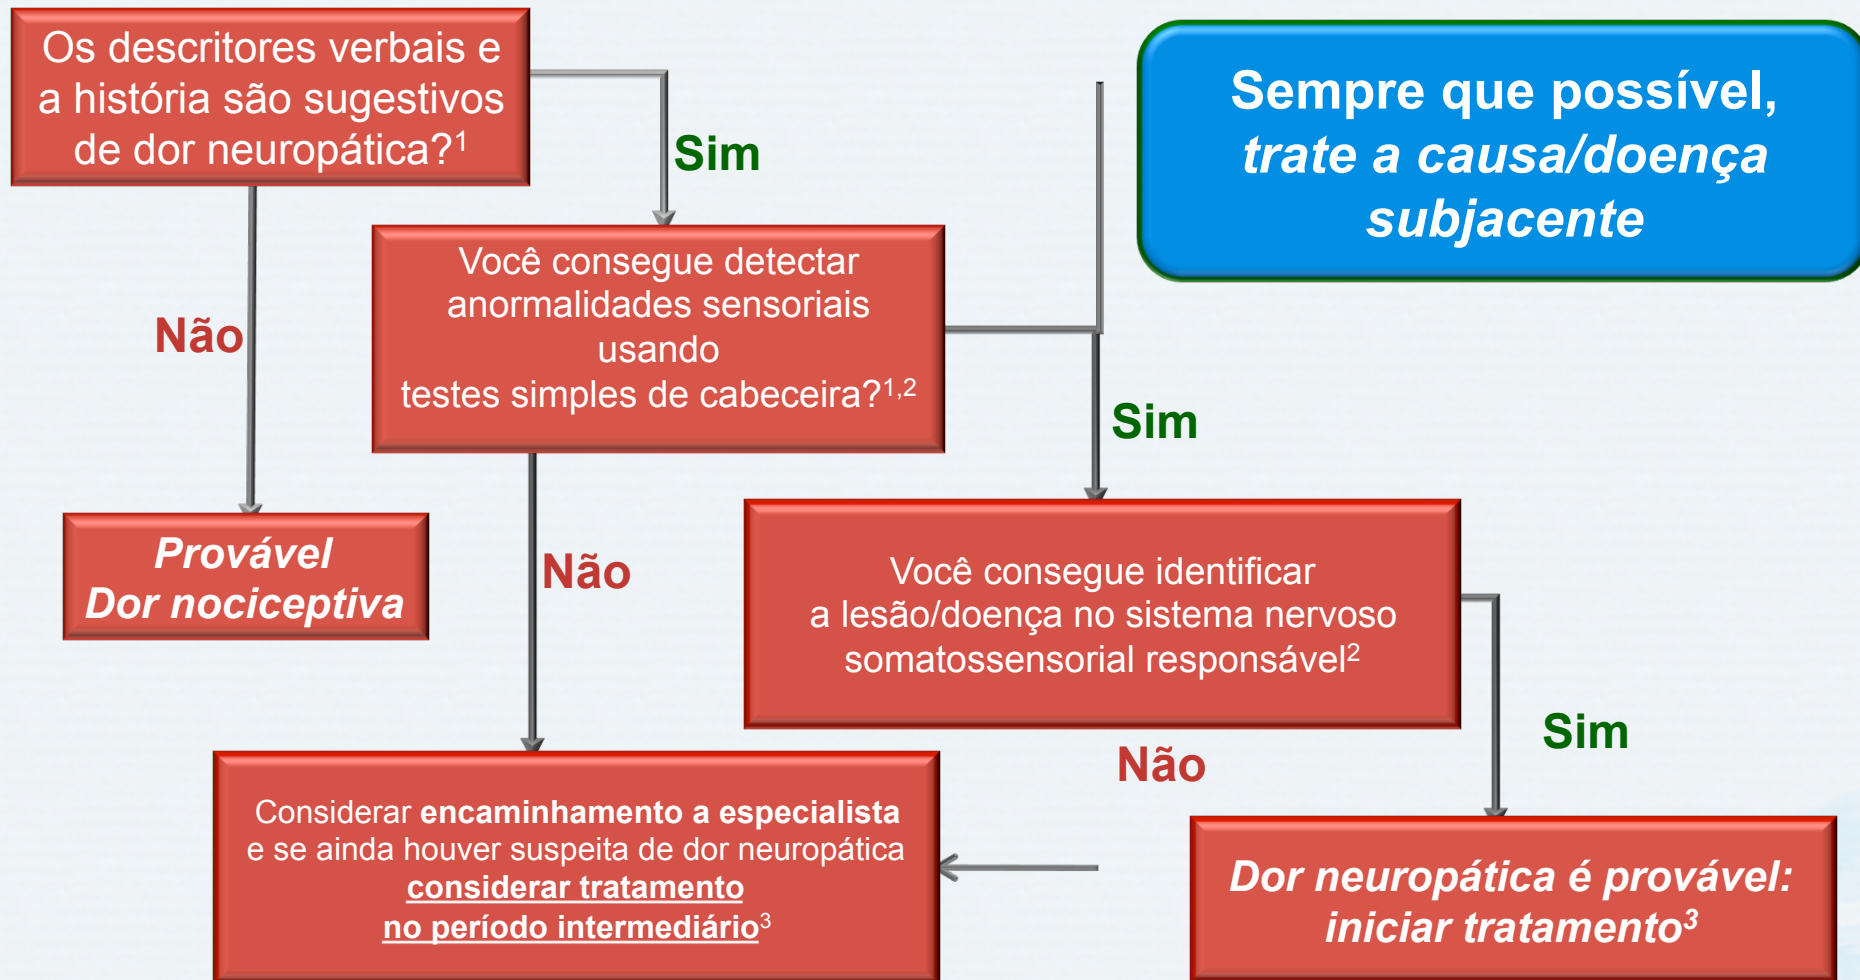 Os descritores verbais e
a história são sugestivos
de dor neuropática?1
Sempre que possível,
trate a causa/doença
subjacente
Sim
Você consegue detectar
anormalidades sensoriais
usando
testes simples de cabeceira?1,2
Não
Sim
Provável
Dor nociceptiva
Não
Você consegue identificar
a lesão/doença no sistema nervoso
somatossensorial responsável2
Sim
Não
Considerar encaminhamento a especialista
e se ainda houver suspeita de dor neuropática
considerar tratamento
no período intermediário3
Dor neuropática é provável:
iniciar tratamento3